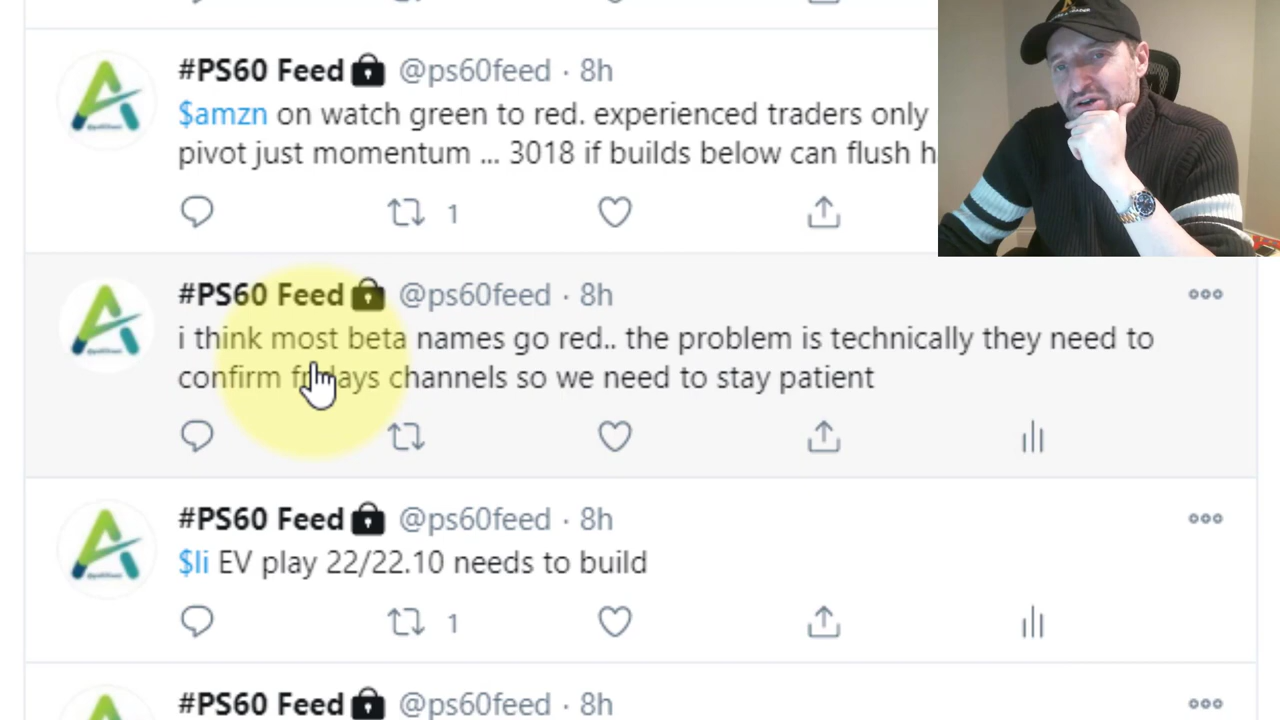 #PS60 Feed @ps60feed · 8h
$amzn on watch green to red. experienced traders only
pivot just momentum ... 3018 if builds below can flush h
1
#PS60 Feed @ps60feed · 8h
i think most beta names go red.. the problem is technically they need to
confirm fridays channels so we need to stay patient
#PS60 Feed @ps60feed · 8h
$li EV play 22/22.10 needs to build
1
#PS60 Feed @ps60feed · 8h